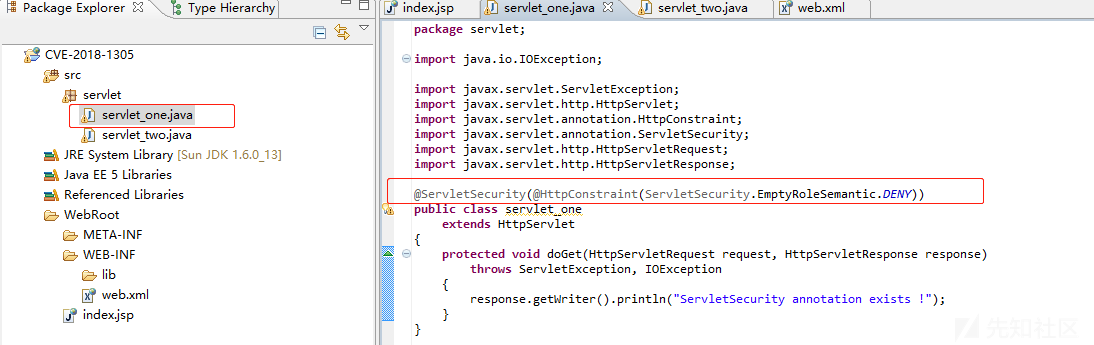 Package Explorer
Type Hierarchy
CVE-2018-1305
src
servlet
servlet_one.java
servlet_two.java
JRE System Library [Sun JDK 1.6.0_13]
Java EE 5 Libraries
Referenced Libraries
WebRoot
META-INF
WEB-INF
lib
web.xml
index.jsp
index.jsp
servlet_one.java
servlet_two.java
web.xml
package servlet;
import java.io.IOException;
import javax.servlet.ServletException;
import javax.servlet.http.HttpServlet;
import javax.servlet.annotation.HttpConstraint;
import javax.servlet.annotation.ServletSecurity;
import javax.servlet.http.HttpServletRequest;
import javax.servlet.http.HttpServletResponse;
@ServletSecurity(@HttpConstraint(ServletSecurity.EmptyRoleSemantic.DENY))
public class servlet_one
extends HttpServlet
{
protected void doGet(HttpServletRequest request, HttpServletResponse response)
throws ServletException, IOException
{
response.getWriter().println("ServletSecurity annotation exists !");
}
}
先知社区